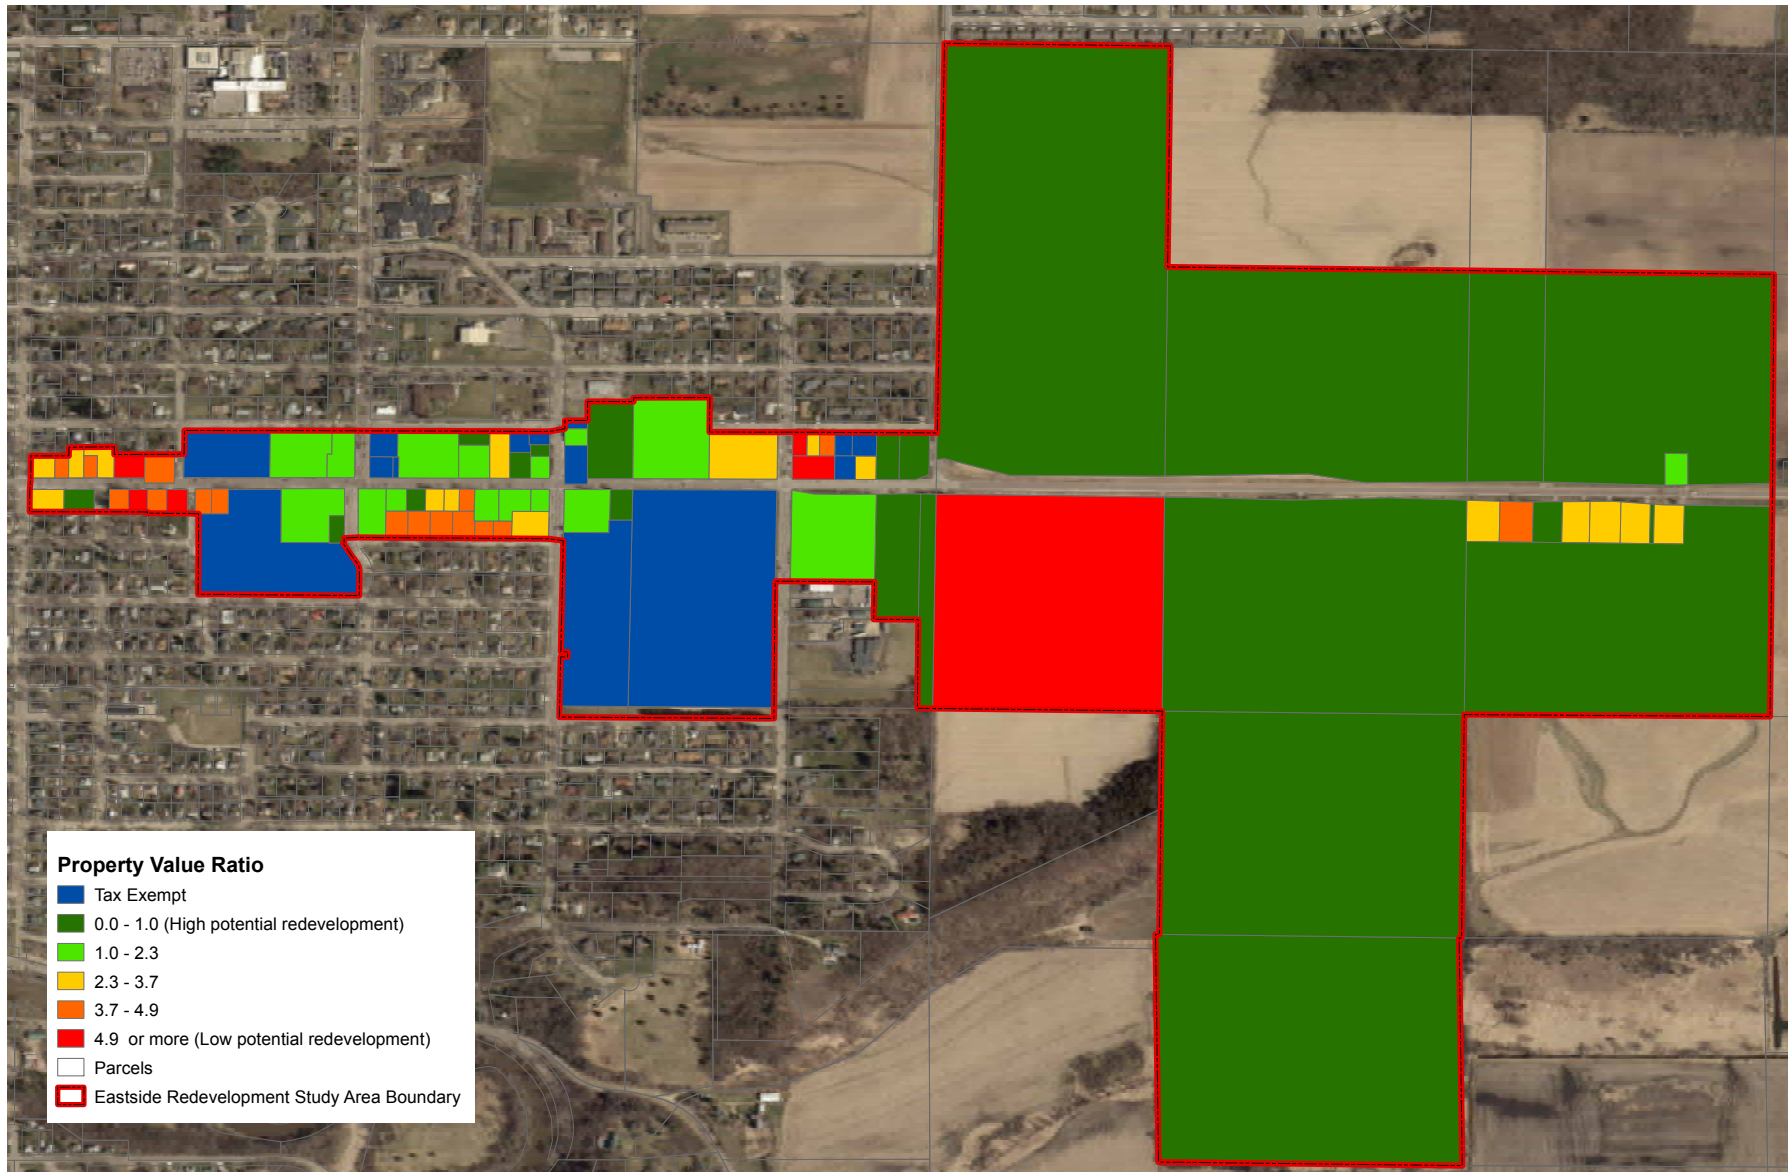 Property Value Ratio
Tax Exempt
0.0 - 1.0 (High potential redevelopment)
1.0 - 2.3
2.3 - 3.7
3.7 - 4.9
4.9 or more (Low potential redevelopment)
Parcels
Eastside Redevelopment Study Area Boundary